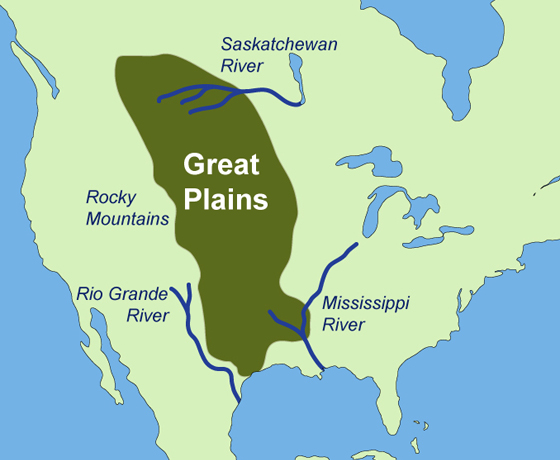 Saskatchewan
River
Great
Plains
Rocky
Mountains
Rio Grande
River
Mississippi
River